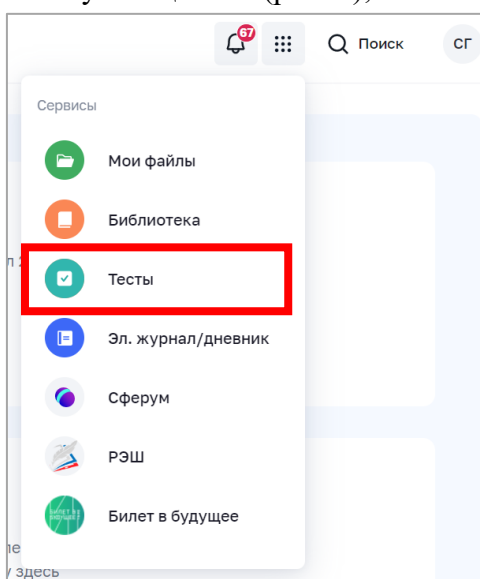 67
Поиск
СГ
Сервисы
Мои файлы
Библиотека
Тесты
Эл. журнал/дневник
Сферум
РЭШ
Билет в будущее
здесь